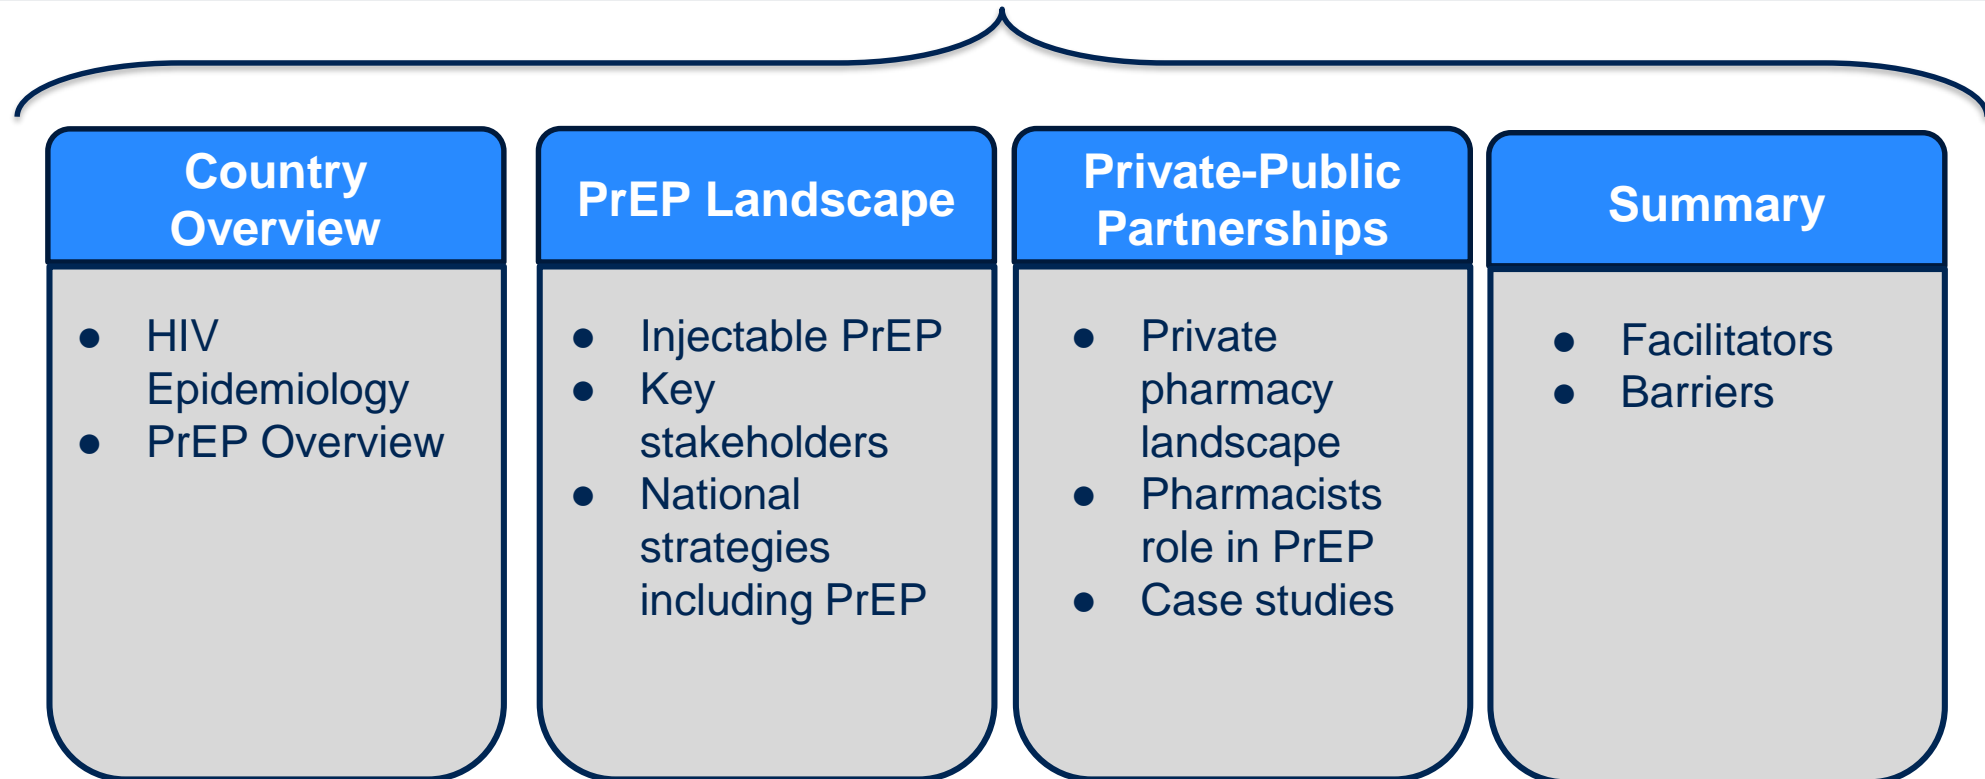 Country
Overview
● HIV
Epidemiology
● PrEP Overview
PrEP Landscape
● Injectable PrEP
● Key
stakeholders
● National
strategies
including PrEP
Private-Public
Partnerships
● Private
pharmacy
landscape
● Pharmacists
role in PrEP
● Case studies
Summary
● Facilitators
● Barriers